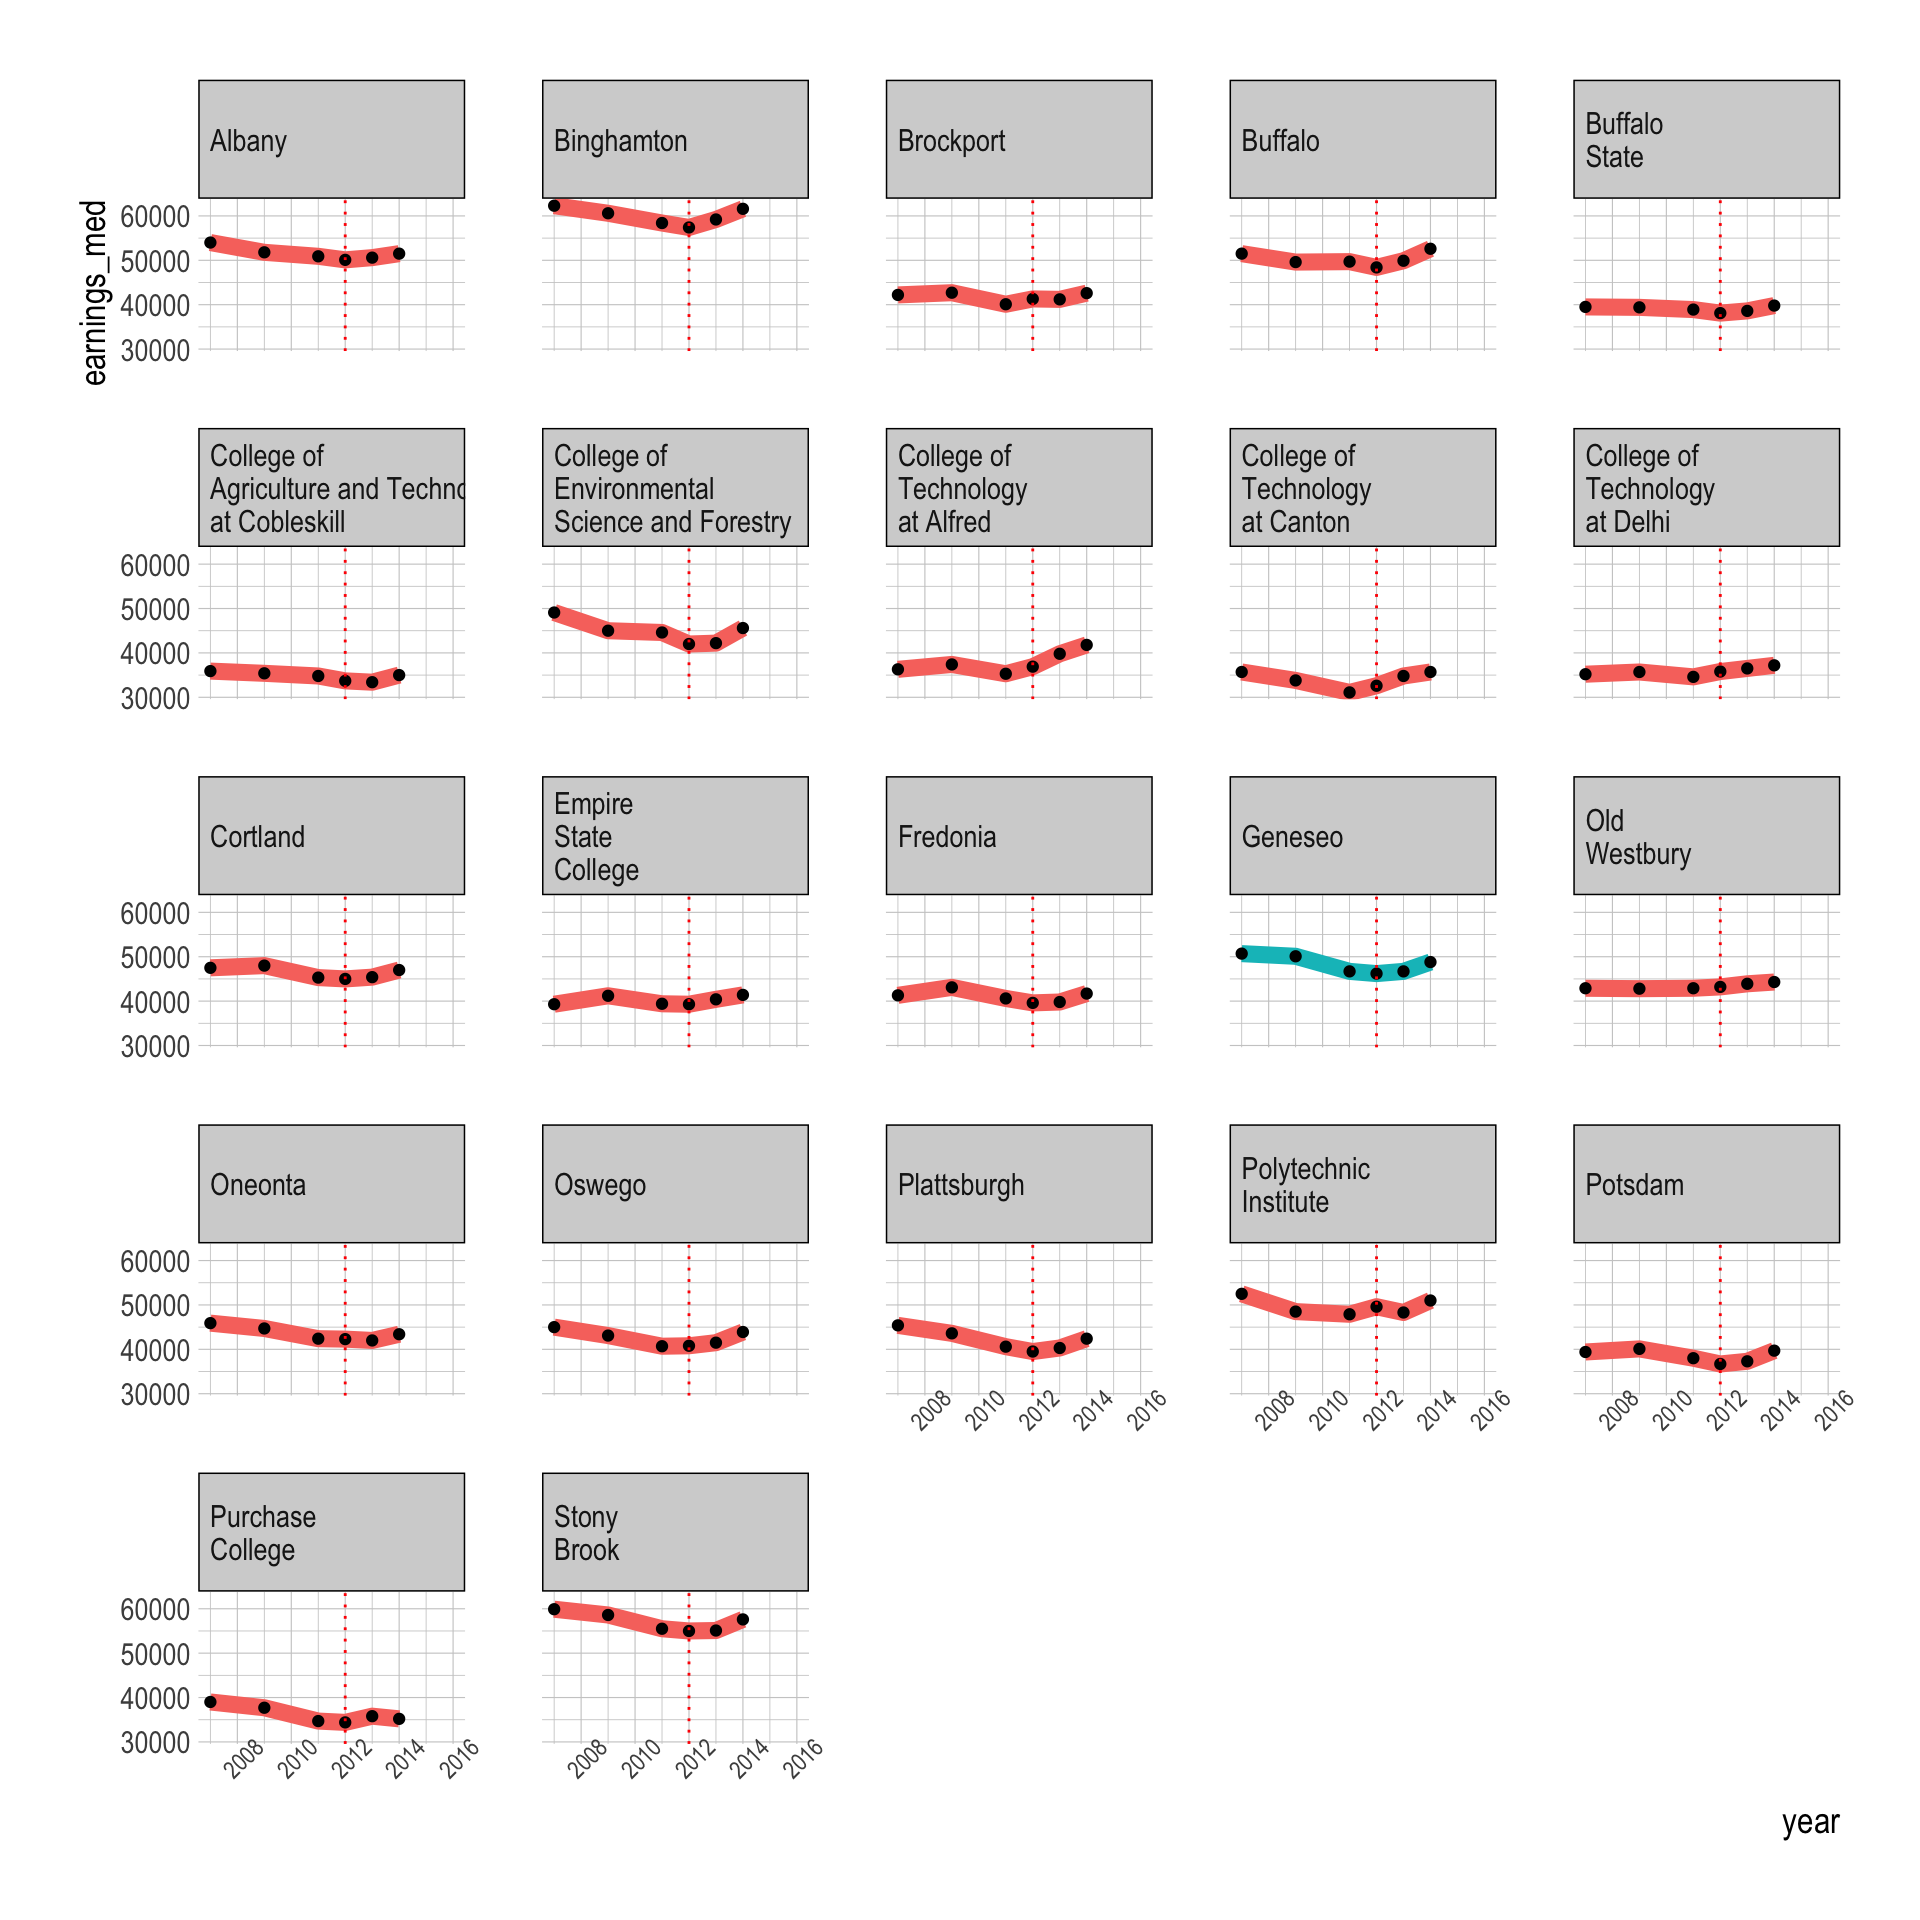 earnings_med
Albany
Binghamton
Brockport
Buffalo
Buffalo
State
60000
50000
40000
30000
College of
Agriculture and Techno
at Cobleskill
College of
Environmental
Science and Forestry
College of
Technology
at Alfred
College of
Technology
at Canton
College of
Technology
at Delhi
60000
50000
40000
30000
Cortland
Empire
State
College
Fredonia
Geneseo
Old
Westbury
60000
50000
40000
30000
Oneonta
Oswego
Plattsburgh
Polytechnic
Institute
Potsdam
60000
50000
40000
30000
2008 2010 2012 2014 2016
2008 2010 2012 2014 2016
2008 2010 2012 2014 2016
Purchase
College
Stony
Brook
60000
50000
40000
30000
2008 2010 2012 2014 2016
2008 2010 2012 2014 2016
year